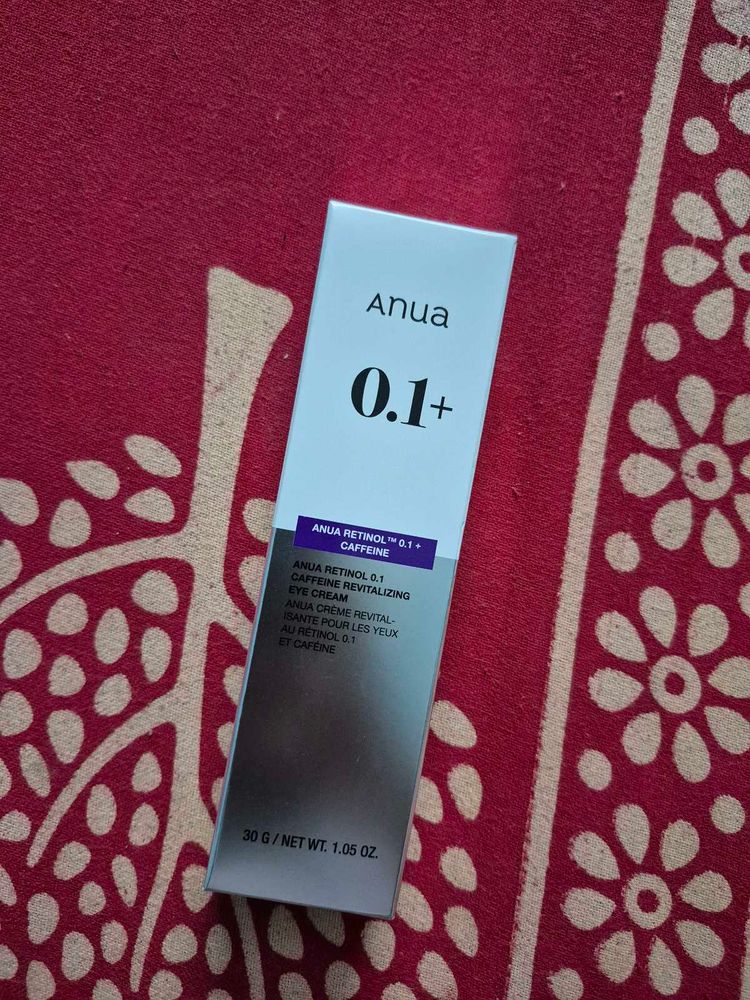 Anua
0.1+
ANUA RETINOL™ 0.1 +
CAFFEINE
ANUA RETINOL 0.1
CAFFEINE REVITALIZING
EYE CREAM
ANUA CRÈME REVITAL-
ISANTE POUR LES YEUX
AU RÉTINOL 0.1
ET CAFÉINE
30 G / NET WT. 1.05 OZ.